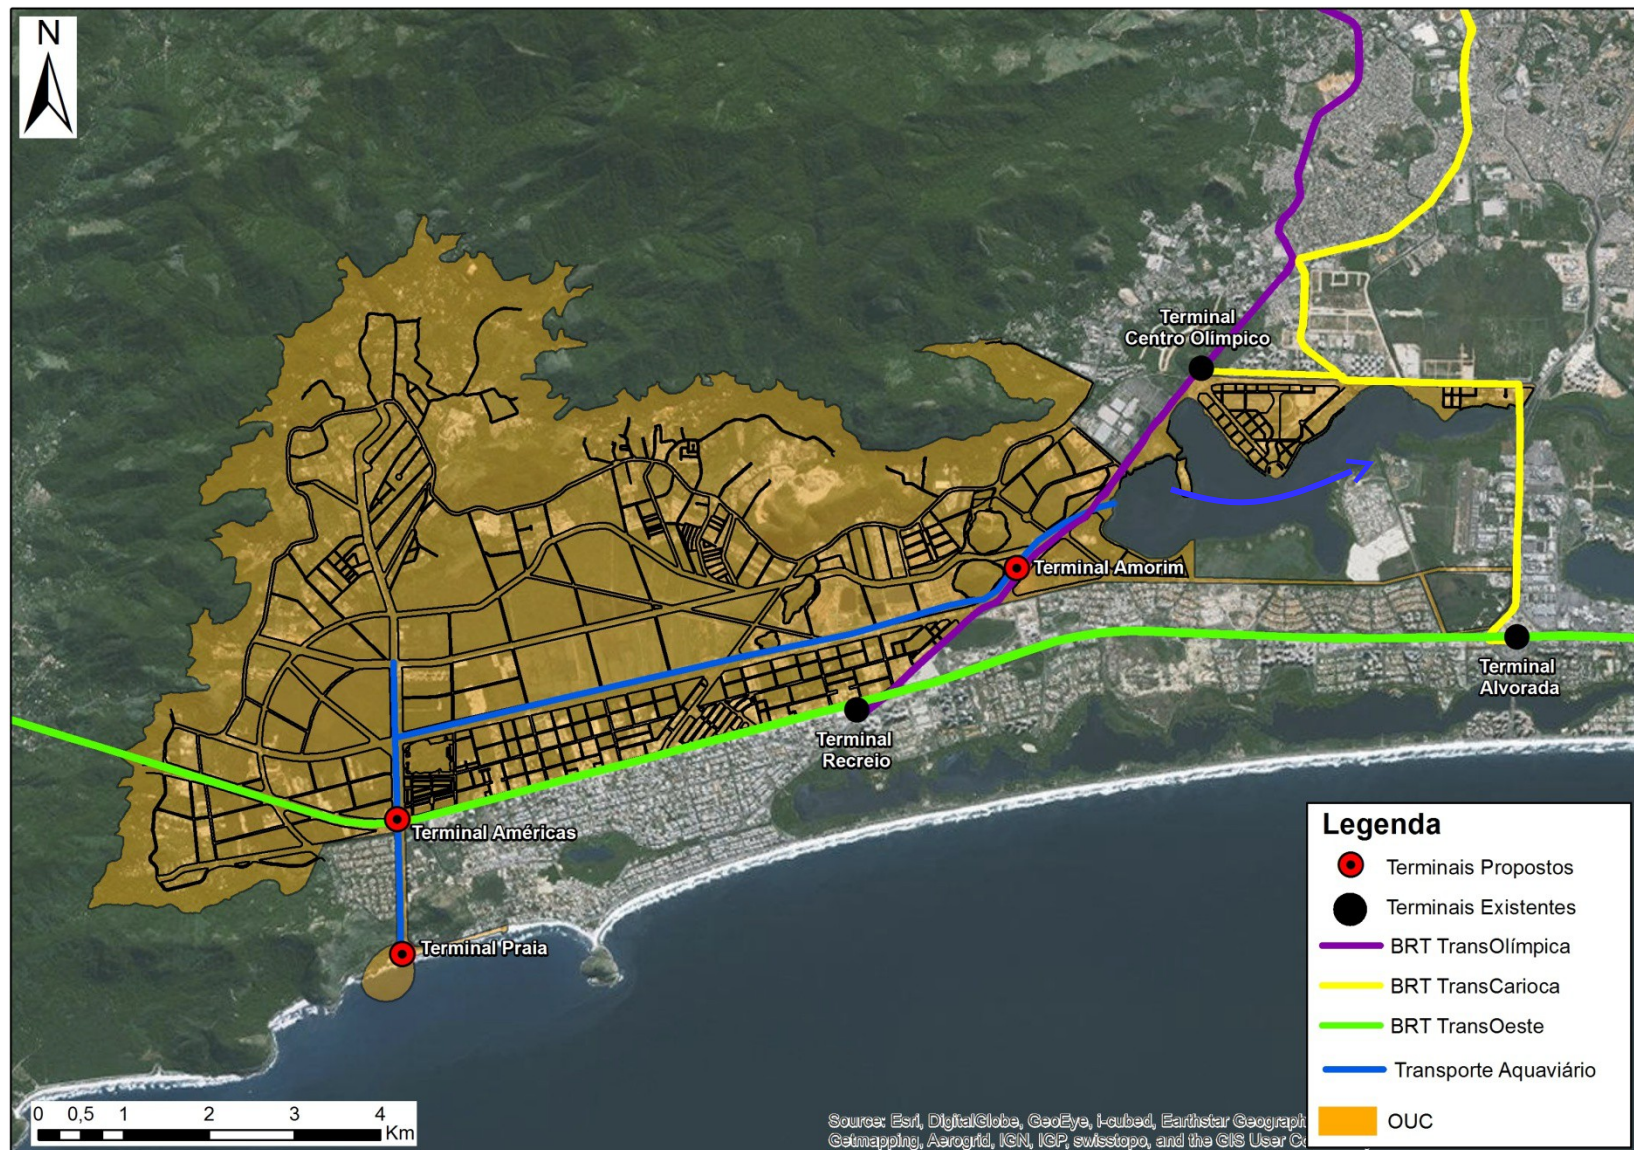 N
Terminal
Centro Olímpico
Terminal Amorim
Terminal
Alvorada
Terminal
Recreio
Terminal Américas
Terminal Praia
Legenda
Terminais Propostos
Terminais Existentes
BRT TransOlímpica
BRT TransCarioca
BRT TransOeste
Transporte Aquaviário
OUC
0 0,5 1 2 3 4
Km
Source: Esri, DigitalGlobe, GeoEye, i-cubed, Earthstar Geograph
Getmapping, Aerogrid, IGN, IGP, swisstopo, and the GIS User